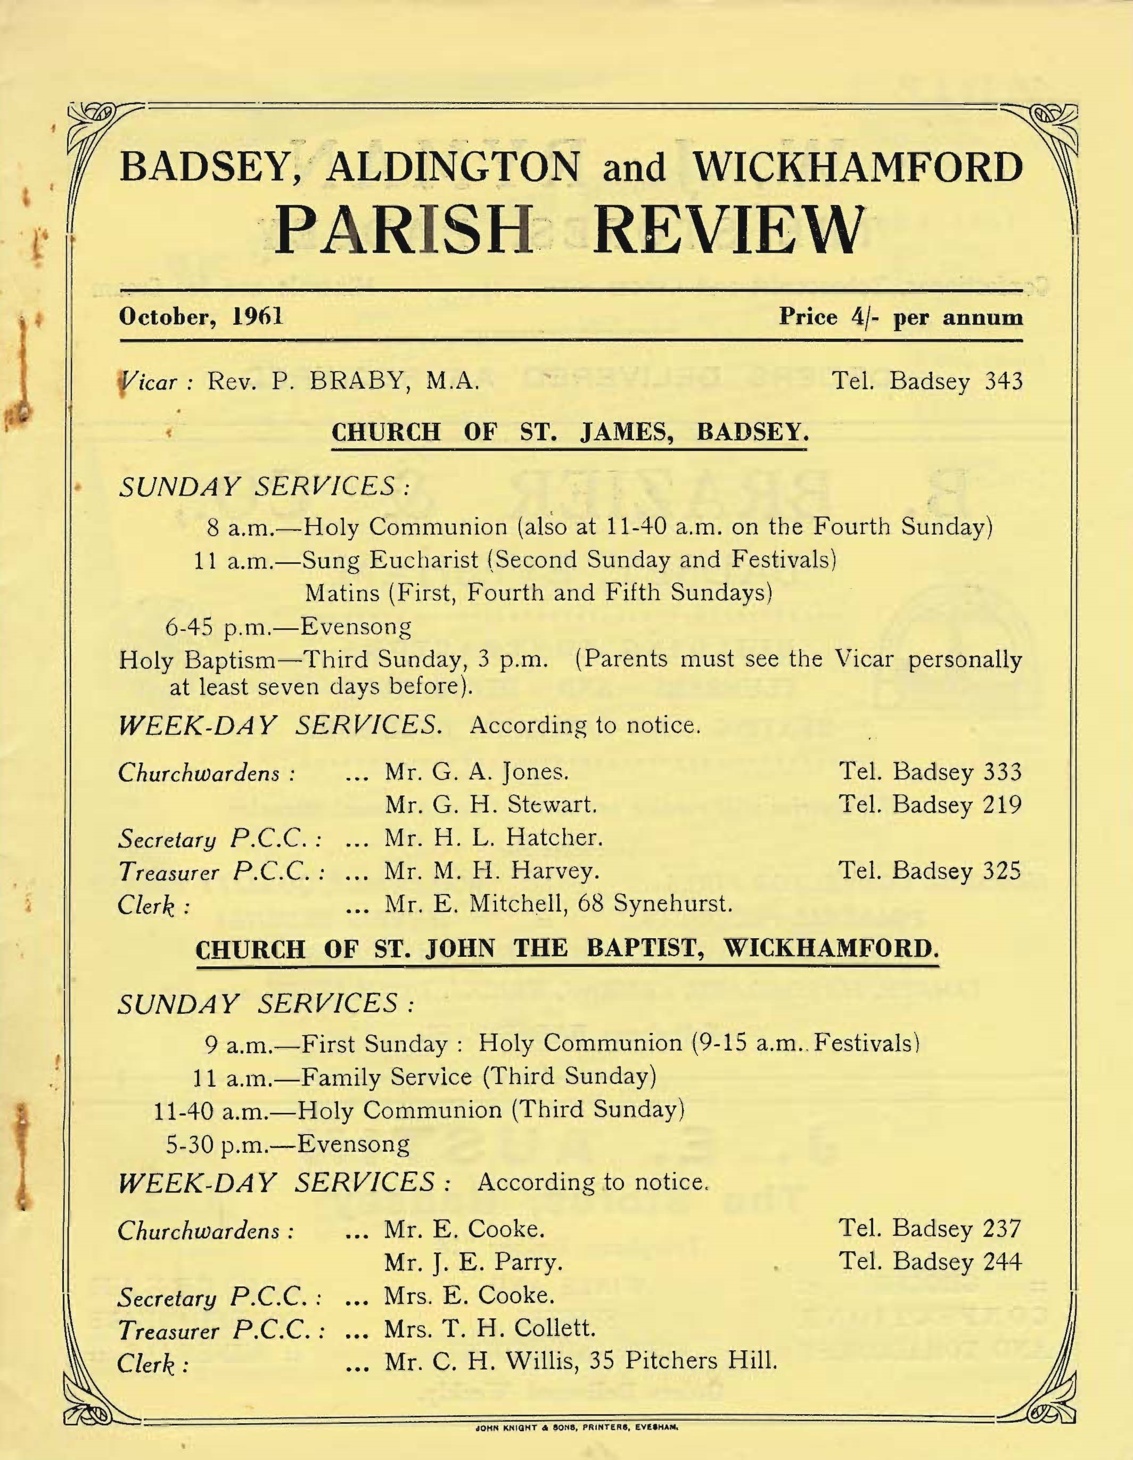 BADSEY, ALDINGTON and WICKHAMFORD
PARISH REVIEW
October, 1961 Price 4/- per annum
Vicar : Rev. P. BRABY, M.A. Tel. Badsey 343
CHURCH OF ST. JAMES, BADSEY.
SUNDAY SERVICES :
8 a.m.—Holy Communion (also at 11-40 a.m. on the Fourth Sunday)
11 a.m.—Sung Eucharist (Second Sunday and Festivals)
Matins (First, Fourth and Fifth Sundays)
6-45 p.m.—Evensong
Holy Baptism—Third Sunday, 3 p.m. (Parents must see the Vicar personally
at least seven days before).
WEEK-DAY SERVICES. According to notice.
Churchwardens : ... Mr. G. A. Jones. Tel. Badsey 333
Mr. G. H. Stewart. Tel. Badsey 219
Secretary P.C.C. : ... Mr. H. L. Hatcher.
Treasurer P.C.C. : ... Mr. M. H. Harvey. Tel. Badsey 325
Clerk : ... Mr. E. Mitchell, 68 Synehurst.
CHURCH OF ST. JOHN THE BAPTIST, WICKHAMFORD.
SUNDAY SERVICES :
9 a.m.—First Sunday : Holy Communion (9-15 a.m. Festivals)
11 a.m.—Family Service (Third Sunday)
11-40 a.m.—Holy Communion (Third Sunday)
5-30 p.m.—Evensong
WEEK-DAY SERVICES : According to notice.
Churchwardens : ... Mr. E. Cooke. Tel. Badsey 237
Mr. J. E. Parry. Tel. Badsey 244
Secretary P.C.C. : ... Mrs. E. Cooke.
Treasurer P.C.C. : ... Mrs. T. H. Collett.
Clerk : ... Mr. C. H. Willis, 35 Pitchers Hill.
JOHN KNIGHT & SONS, PRINTERS, EVESHAM.